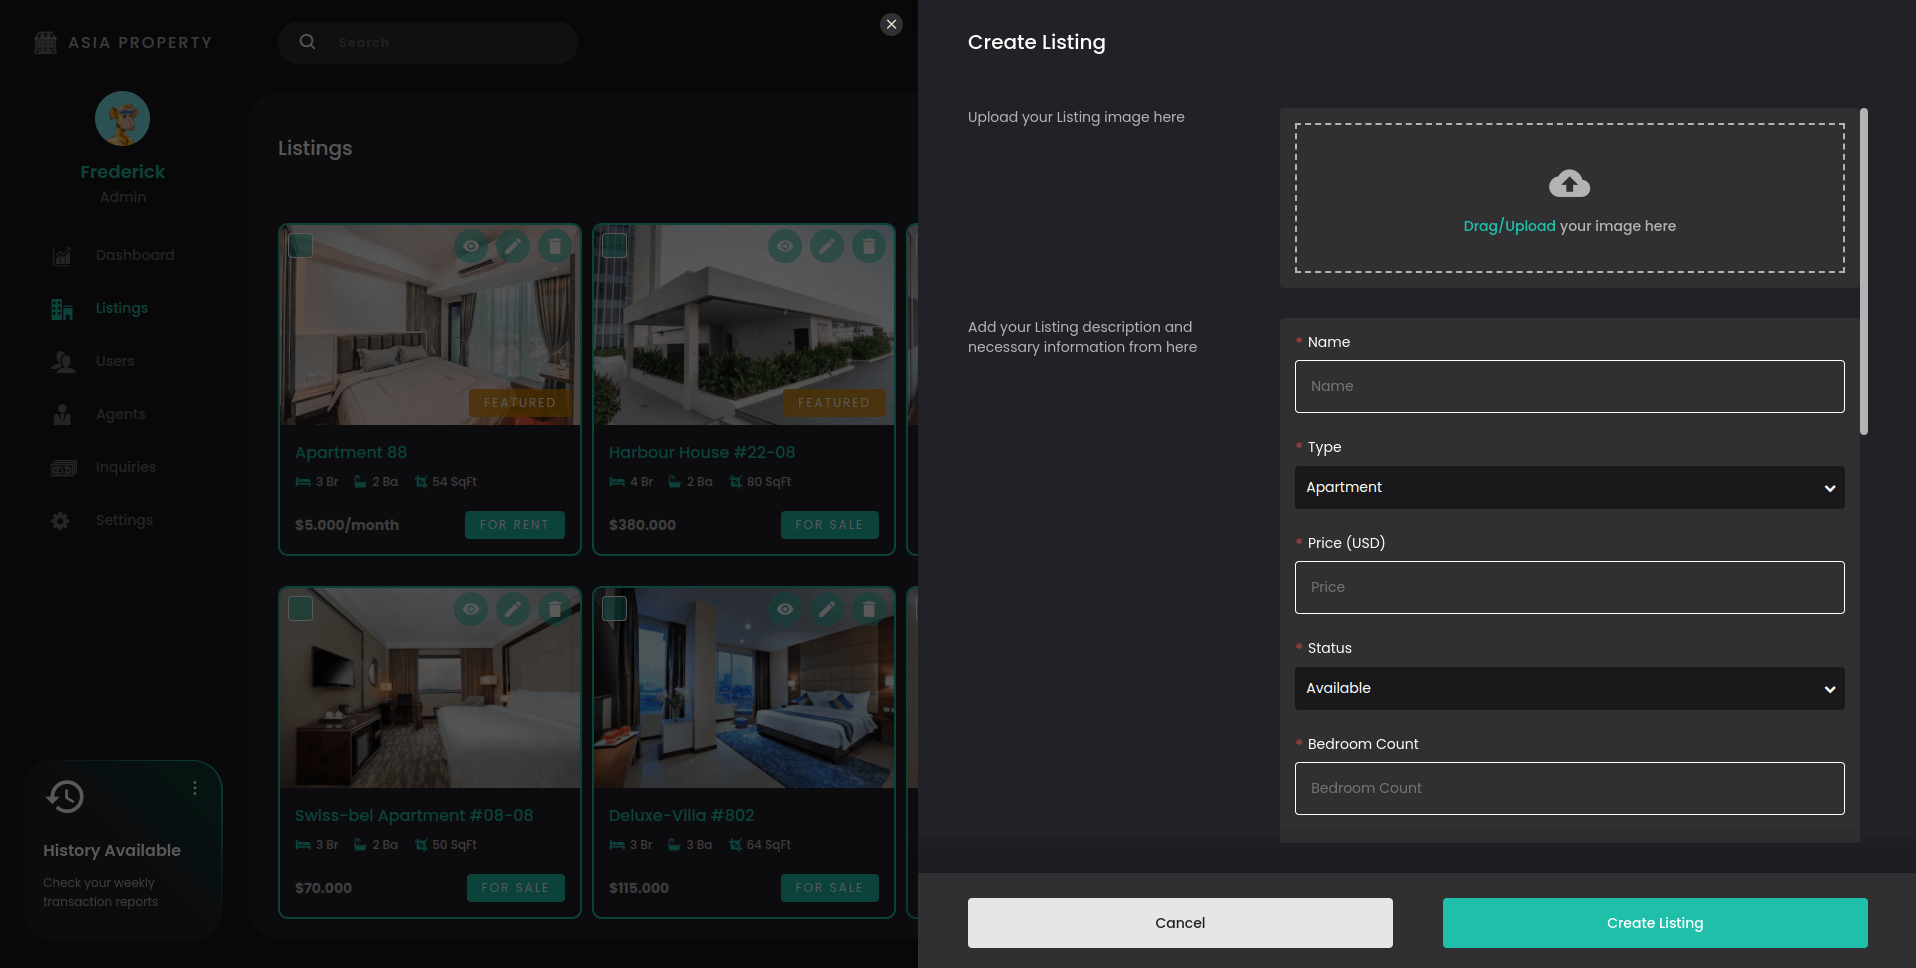 ASIA PROPERTY
Search
Frederick
Admin
Dashboard
Listings
Users
Agents
Inquiries
Settings
History Available
Check your weekly
transaction reports
Listings
FEATURED
Apartment 88
3 Br 2 Ba 54 SqFt
$5.000/month FOR RENT
FEATURED
Harbour House #22-08
4 Br 2 Ba 80 SqFt
$380.000 FOR SALE
Swiss-bel Apartment #08-08
3 Br 2 Ba 50 SqFt
$70.000 FOR SALE
Deluxe-Villa #802
3 Br 3 Ba 64 SqFt
$115.000 FOR SALE
Create Listing
Upload your Listing image here
Drag/Upload your image here
Add your Listing description and
necessary information from here
* Name
Name
* Type
Apartment
* Price (USD)
Price
* Status
Available
* Bedroom Count
Bedroom Count
Cancel
Create Listing